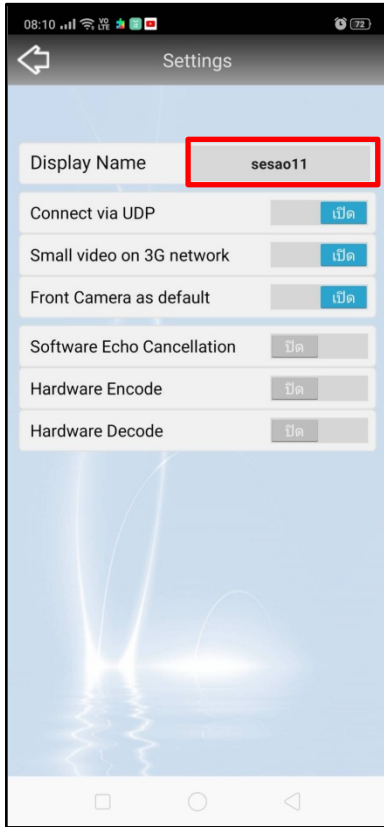 08:10 VO LTE 72
Settings
Display Name sesao11
Connect via UDP เปิด
Small video on 3G network เปิด
Front Camera as default เปิด
Software Echo Cancellation ปิด
Hardware Encode ปิด
Hardware Decode ปิด